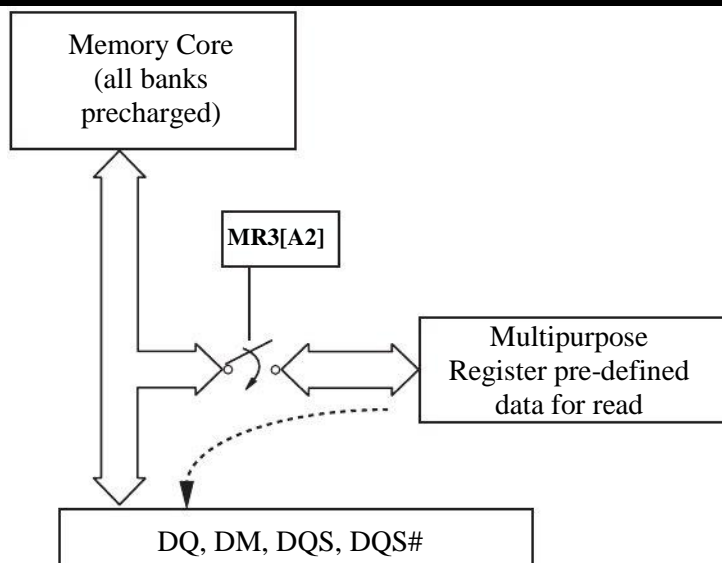 Memory Core
(all banks
precharged)
MR3[A2]
Multipurpose
Register pre-defined
data for read
DQ, DM, DQS, DQS#